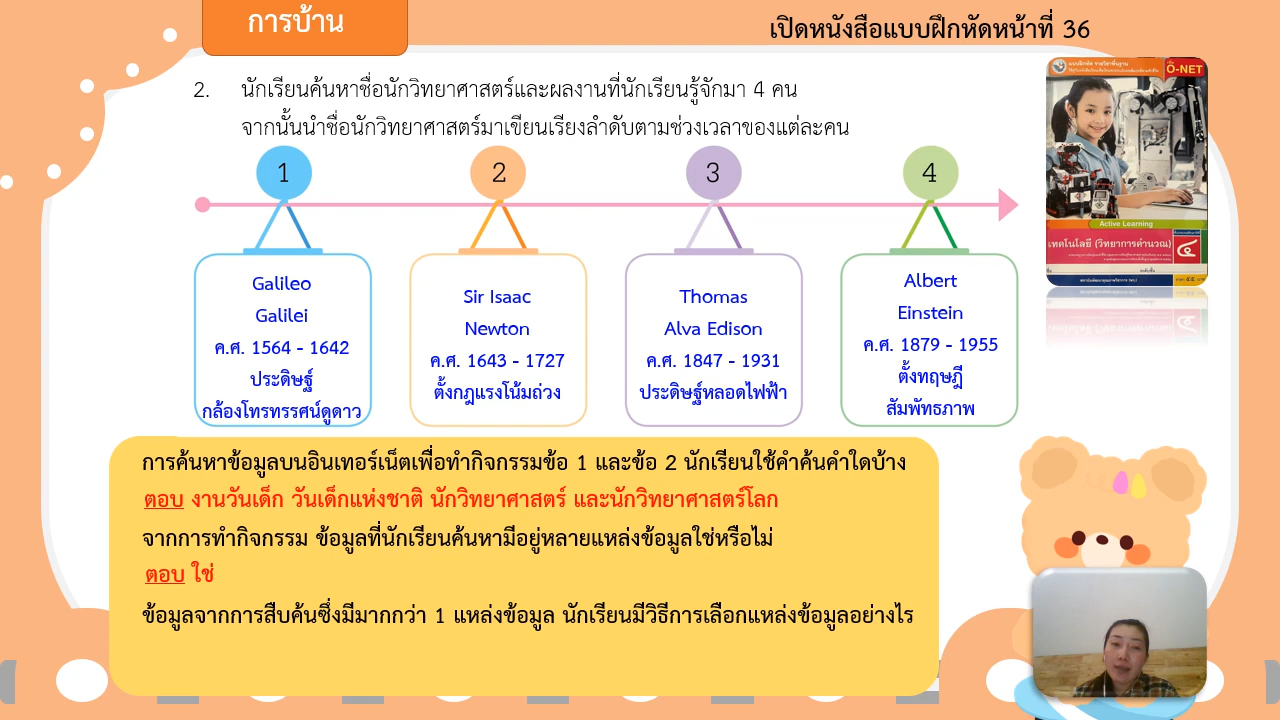 การบ้าน
เปิดหนังสือแบบฝึกหัดหน้าที่ 36
2. นักเรียนค้นหาชื่อนักวิทยาศาสตร์และผลงานที่นักเรียนรู้จักมา 4 คน
จากนั้นนำชื่อนักวิทยาศาสตร์มาเขียนเรียงลำดับตามช่วงเวลาของแต่ละคน
1
2
3
4
Galileo
Galilei
ค.ศ. 1564 - 1642
ประดิษฐ์
กล้องโทรทรรศน์ดูดาว
Sir Isaac
Newton
ค.ศ. 1643 - 1727
ตั้งกฎแรงโน้มถ่วง
Thomas
Alva Edison
ค.ศ. 1847 - 1931
ประดิษฐ์หลอดไฟฟ้า
Albert
Einstein
ค.ศ. 1879 - 1955
ตั้งทฤษฎี
สัมพัทธภาพ
O-NET
Active Learning
เทคโนโลยี (วิทยาการคำนวณ)
๔
การค้นหาข้อมูลบนอินเทอร์เน็ตเพื่อทำกิจกรรมข้อ 1 และข้อ 2 นักเรียนใช้คำค้นคำใดบ้าง
ตอบ งานวันเด็ก วันเด็กแห่งชาติ นักวิทยาศาสตร์ และนักวิทยาศาสตร์โลก
จากการทำกิจกรรม ข้อมูลที่นักเรียนค้นหามีอยู่หลายแหล่งข้อมูลใช่หรือไม่
ตอบ ใช่
ข้อมูลจากการสืบค้นซึ่งมีมากกว่า 1 แหล่งข้อมูล นักเรียนมีวิธีการเลือกแหล่งข้อมูลอย่างไร